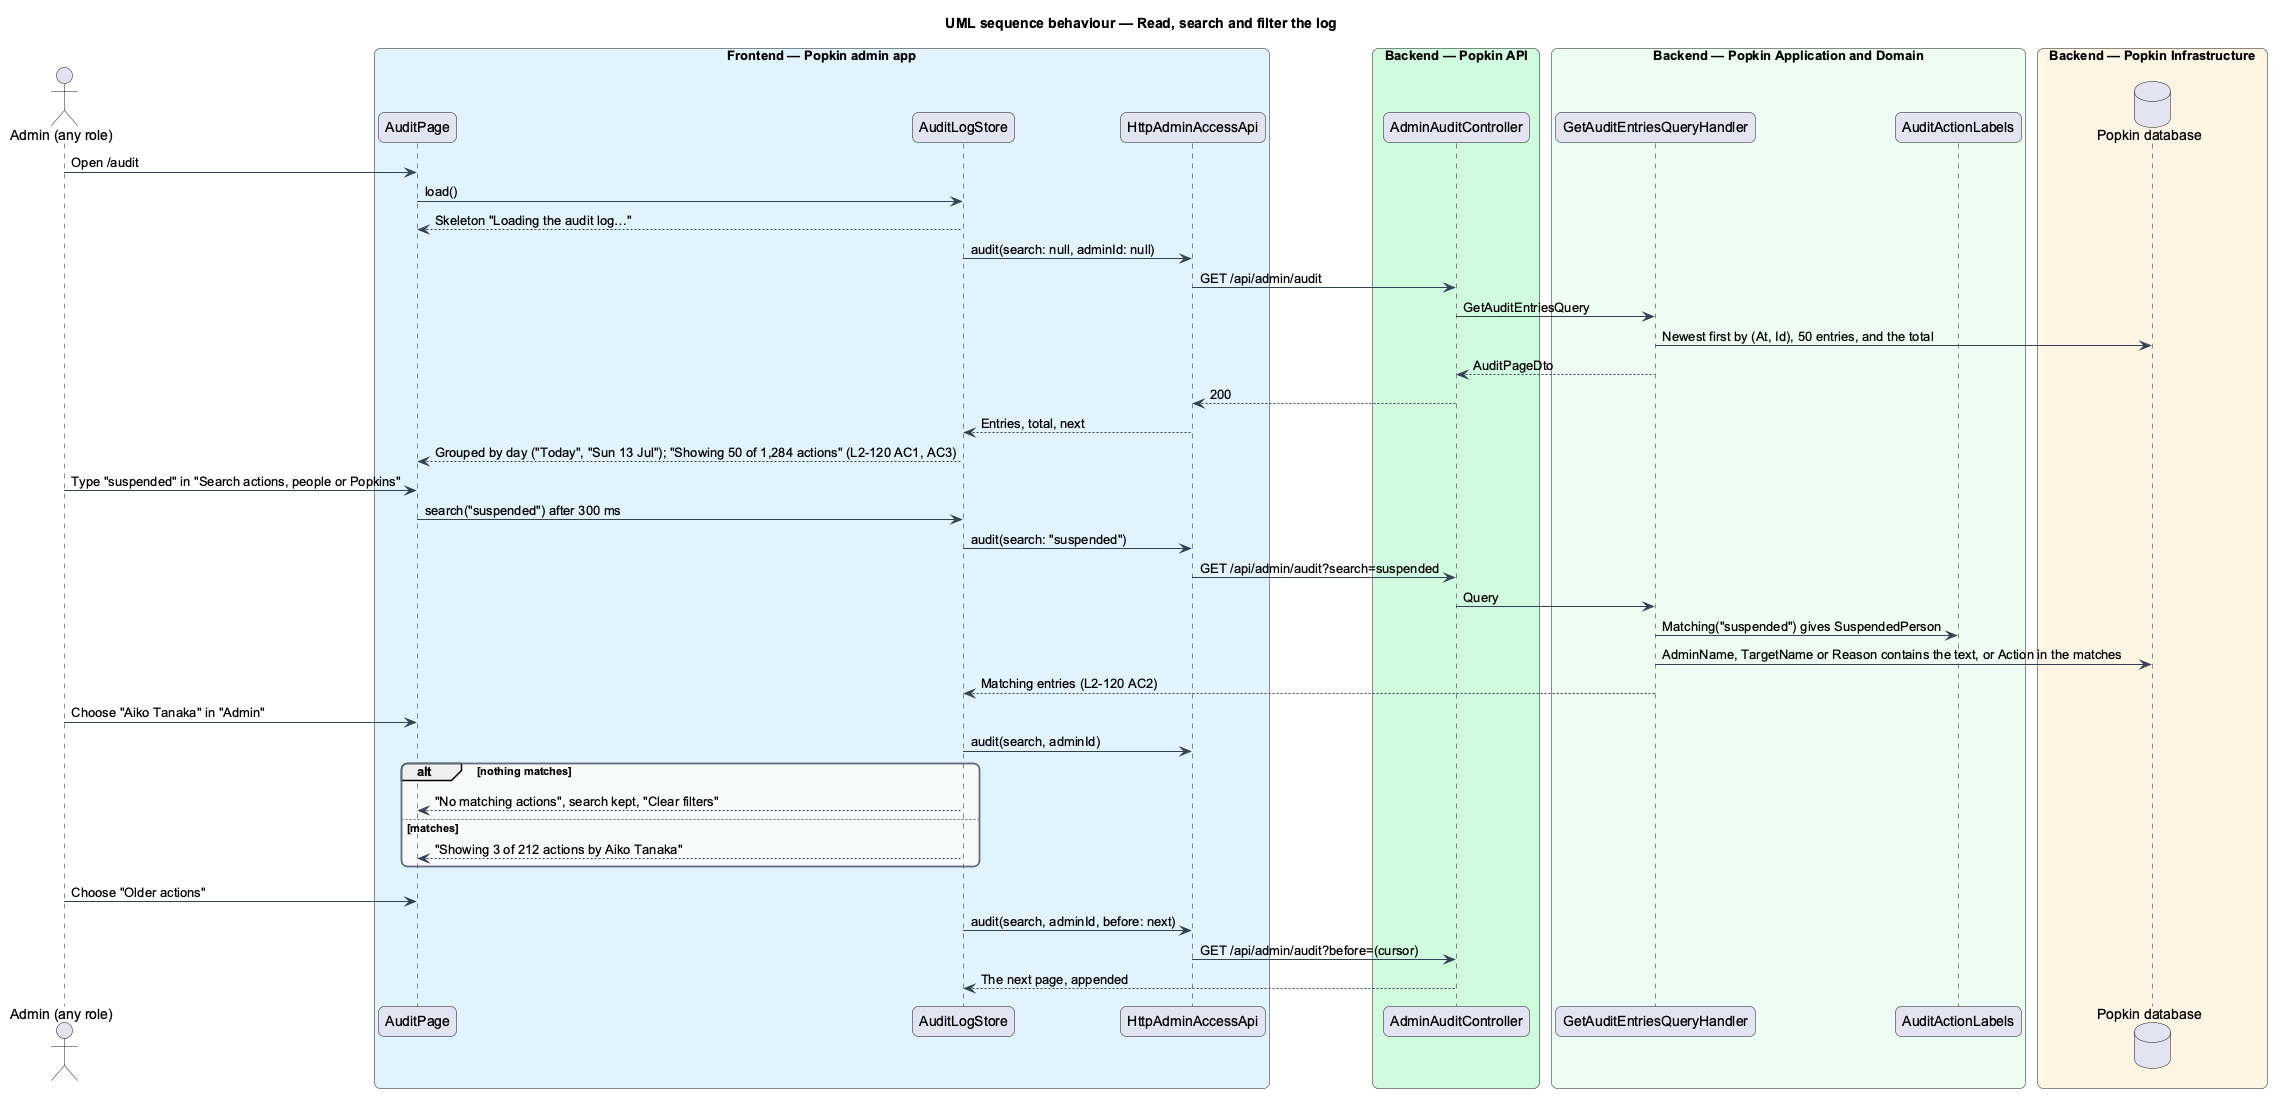 UML sequence behaviour — Read, search and filter the log
Frontend — Popkin admin app
Backend — Popkin API
Backend — Popkin Application and Domain
Backend — Popkin Infrastructure
Admin (any role)
AuditPage
AuditLogStore
HttpAdminAccessApi
AdminAuditController
GetAuditEntriesQueryHandler
AuditActionLabels
Popkin database
Open /audit
load()
Skeleton "Loading the audit log…"
audit(search: null, adminId: null)
GET /api/admin/audit
GetAuditEntriesQuery
Newest first by (At, Id), 50 entries, and the total
AuditPageDto
200
Entries, total, next
Grouped by day ("Today", "Sun 13 Jul"); "Showing 50 of 1,284 actions" (L2-120 AC1, AC3)
Type "suspended" in "Search actions, people or Popkins"
search("suspended") after 300 ms
audit(search: "suspended")
GET /api/admin/audit?search=suspended
Query
Matching("suspended") gives SuspendedPerson
AdminName, TargetName or Reason contains the text, or Action in the matches
Matching entries (L2-120 AC2)
Choose "Aiko Tanaka" in "Admin"
audit(search, adminId)
alt [nothing matches]
"No matching actions", search kept, "Clear filters"
[matches]
"Showing 3 of 212 actions by Aiko Tanaka"
Choose "Older actions"
audit(search, adminId, before: next)
GET /api/admin/audit?before=(cursor)
The next page, appended
Admin (any role)
AuditPage
AuditLogStore
HttpAdminAccessApi
AdminAuditController
GetAuditEntriesQueryHandler
AuditActionLabels
Popkin database